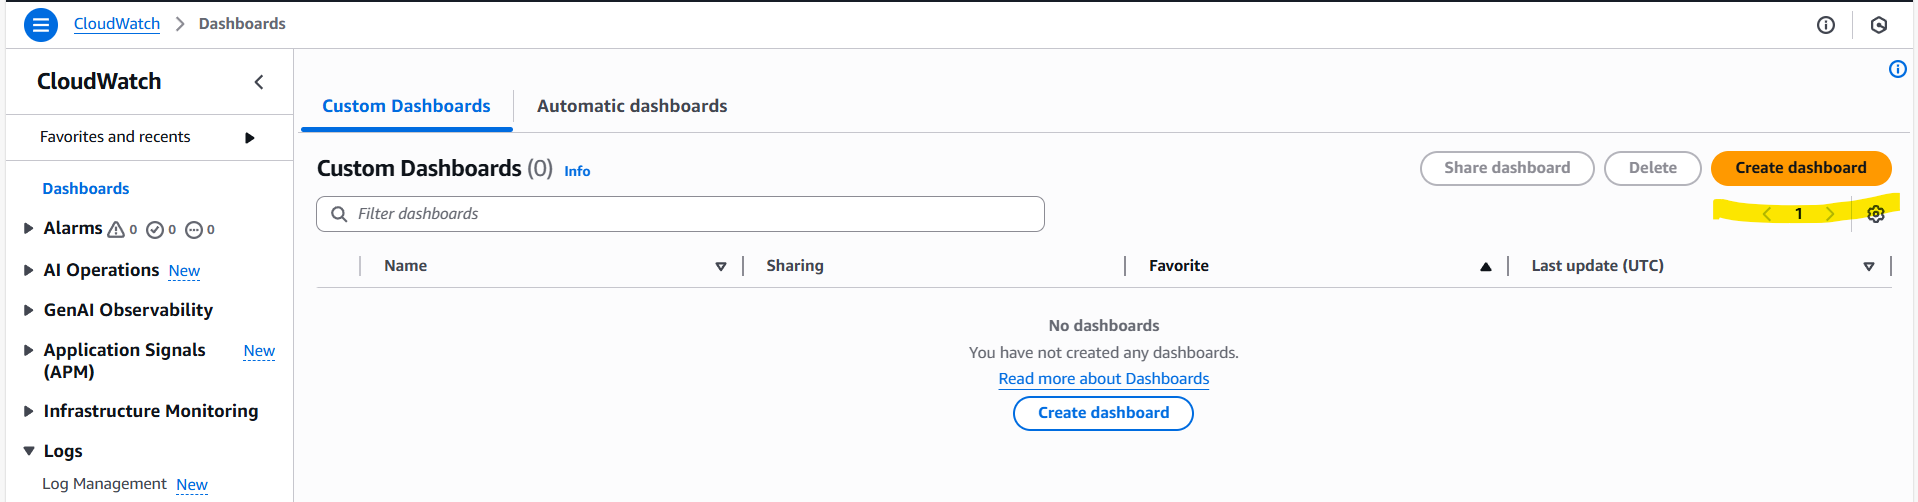 CloudWatch > Dashboards
CloudWatch
Favorites and recents
Dashboards
Alarms 0 0 0
AI Operations New
GenAI Observability
Application Signals New
(APM)
Infrastructure Monitoring
Logs
Log Management New
Custom Dashboards Automatic dashboards
Custom Dashboards (0) Info
Share dashboard Delete Create dashboard
Filter dashboards
1
Name Sharing Favorite Last update (UTC)
No dashboards
You have not created any dashboards.
Read more about Dashboards
Create dashboard